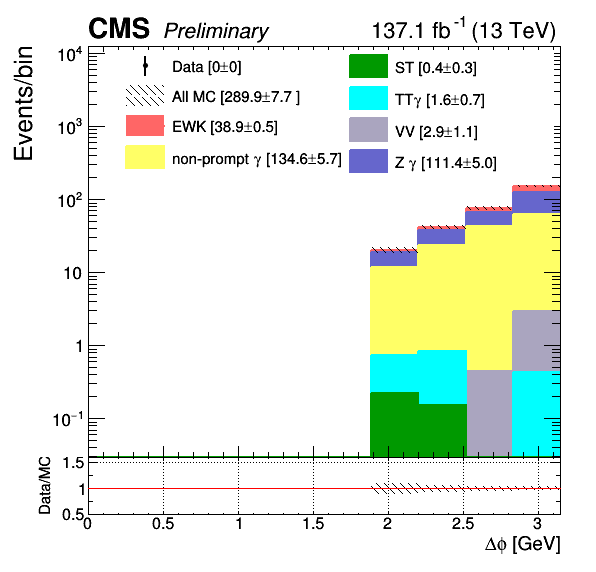 CMS Preliminary 137.1 fb⁻¹ (13 TeV)
Events/bin
10⁴
10³
10²
10
1
10⁻¹
Data [0±0]
All MC [289.9±7.7 ]
EWK [38.9±0.5]
non-prompt γ [134.6±5.7]
ST [0.4±0.3]
TTγ [1.6±0.7]
VV [2.9±1.1]
Z γ [111.4±5.0]
Data/MC
1.5
1
0.5
0 0.5 1 1.5 2 2.5 3
Δϕ [GeV]